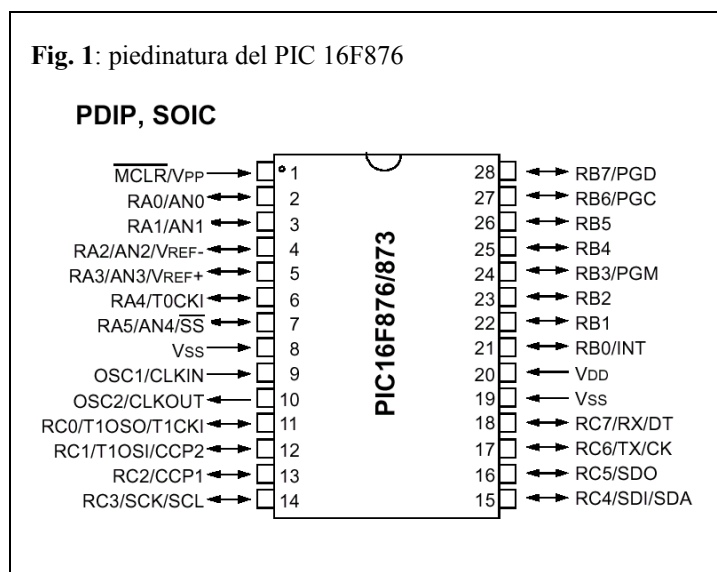 Fig. 1: piedinatura del PIC 16F876
PDIP, SOIC
MCLR/VPP 1
RA0/AN0 2
RA1/AN1 3
RA2/AN2/VREF- 4
RA3/AN3/VREF+ 5
RA4/T0CKI 6
RA5/AN4/SS 7
VSS 8
OSC1/CLKIN 9
OSC2/CLKOUT 10
RC0/T1OSO/T1CKI 11
RC1/T1OSI/CCP2 12
RC2/CCP1 13
RC3/SCK/SCL 14
PIC16F876/873
28 RB7/PGD
27 RB6/PGC
26 RB5
25 RB4
24 RB3/PGM
23 RB2
22 RB1
21 RB0/INT
20 VDD
19 VSS
18 RC7/RX/DT
17 RC6/TX/CK
16 RC5/SDO
15 RC4/SDI/SDA